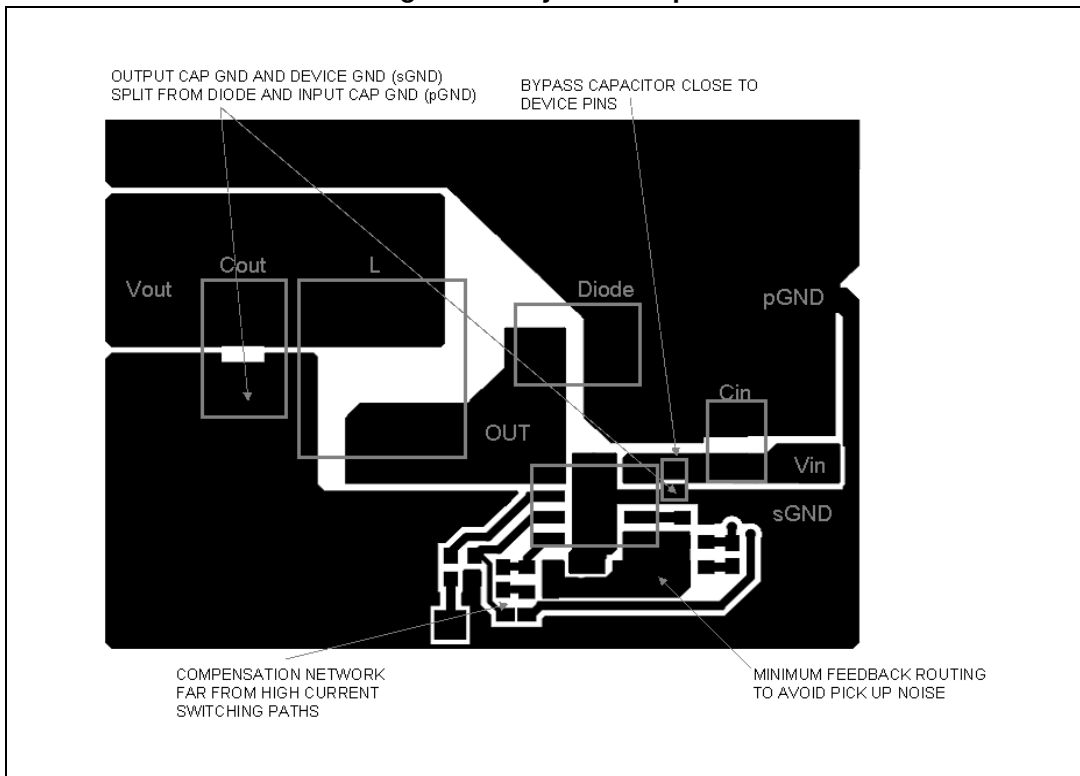 OUTPUT CAP GND AND DEVICE GND (sGND)
SPLIT FROM DIODE AND INPUT CAP GND (pGND)
BYPASS CAPACITOR CLOSE TO
DEVICE PINS
Cout
L
Vout
Diode
pGND
Cin
OUT
Vin
sGND
COMPENSATION NETWORK
FAR FROM HIGH CURRENT
SWITCHING PATHS
MINIMUM FEEDBACK ROUTING
TO AVOID PICK UP NOISE